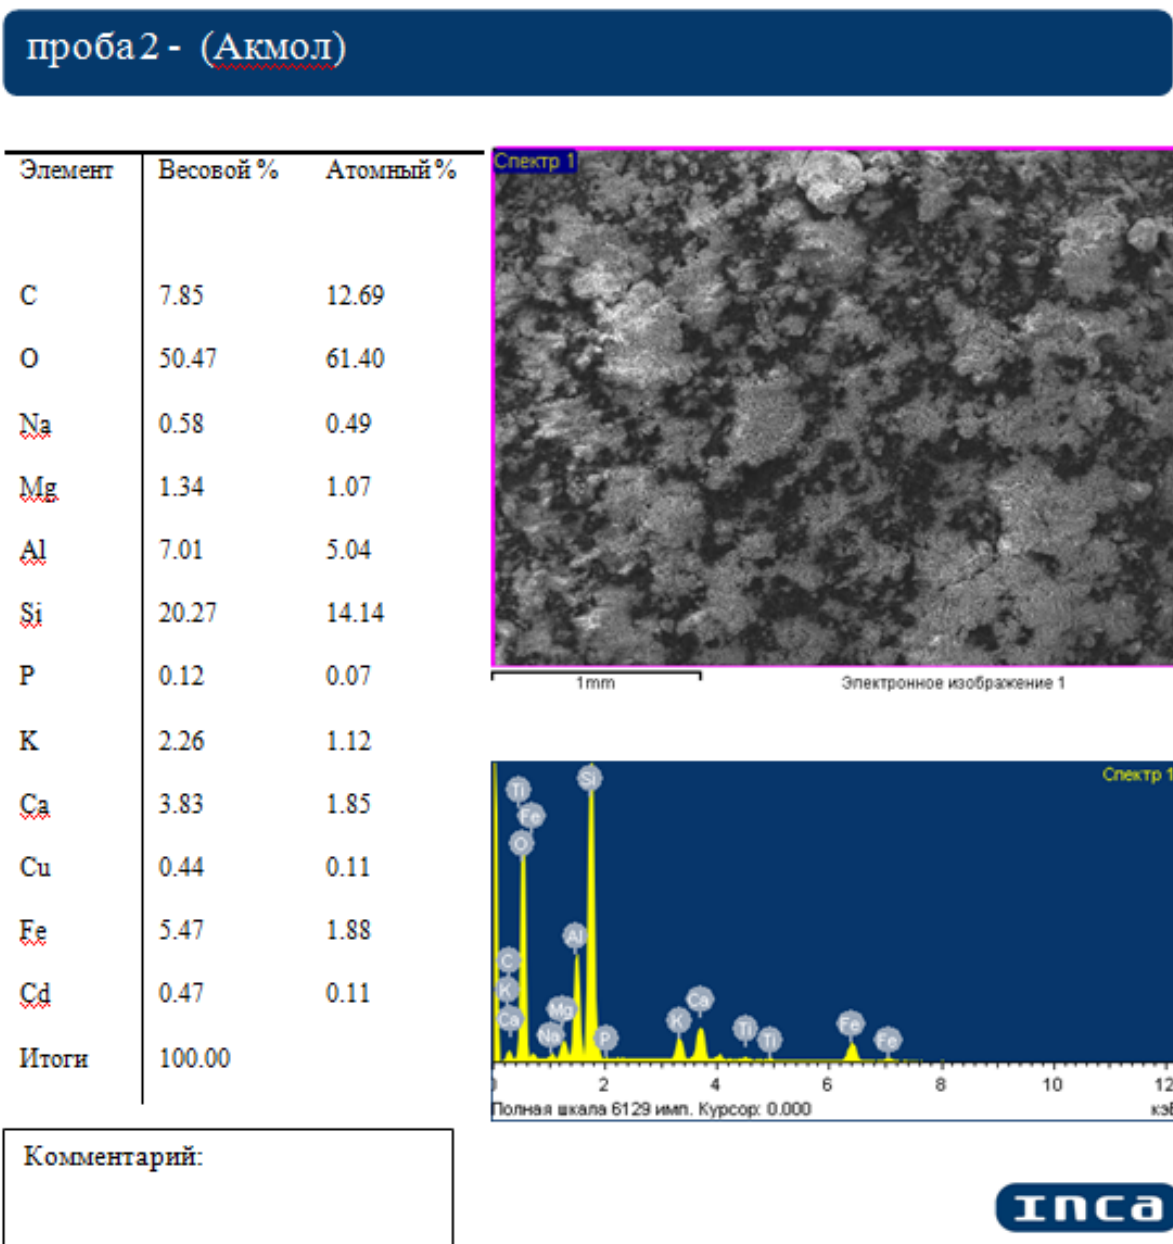 проба 2 - (Акмол)
Элемент Весовой % Атомный %
C 7.85 12.69
O 50.47 61.40
Na 0.58 0.49
Mg 1.34 1.07
Al 7.01 5.04
Si 20.27 14.14
P 0.12 0.07
K 2.26 1.12
Ca 3.83 1.85
Cu 0.44 0.11
Fe 5.47 1.88
Cd 0.47 0.11
Итоги 100.00
Комментарий:
Спектр 1
1mm Электронное изображение 1
Спектр 1
Ti Si
Fe
O
Al
C
K Ca
Ca Mg K Ti Fe
Na P Ti Fe
2 4 6 8 10 12
Полная шкала 6129 имп. Курсор: 0.000 кэВ
INCA